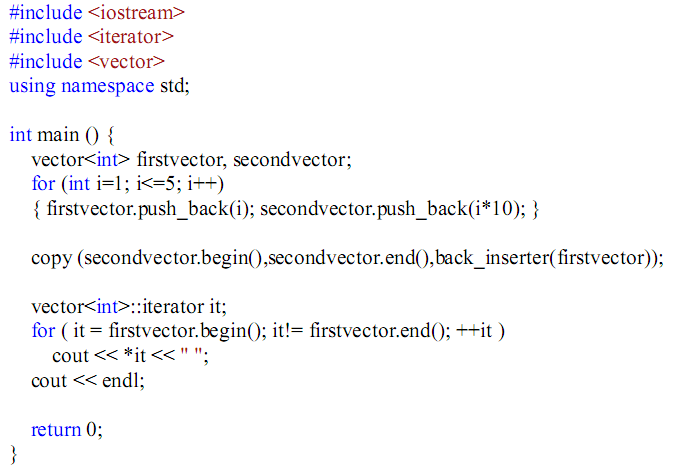 #include <iostream>
#include <iterator>
#include <vector>
using namespace std;
int main () {
vector<int> firstvector, secondvector;
for (int i=1; i<=5; i++)
{ firstvector.push_back(i); secondvector.push_back(i*10); }
copy (secondvector.begin(),secondvector.end(),back_inserter(firstvector));
vector<int>::iterator it;
for ( it = firstvector.begin(); it!= firstvector.end(); ++it )
cout << *it << " ";
cout << endl;
return 0;
}